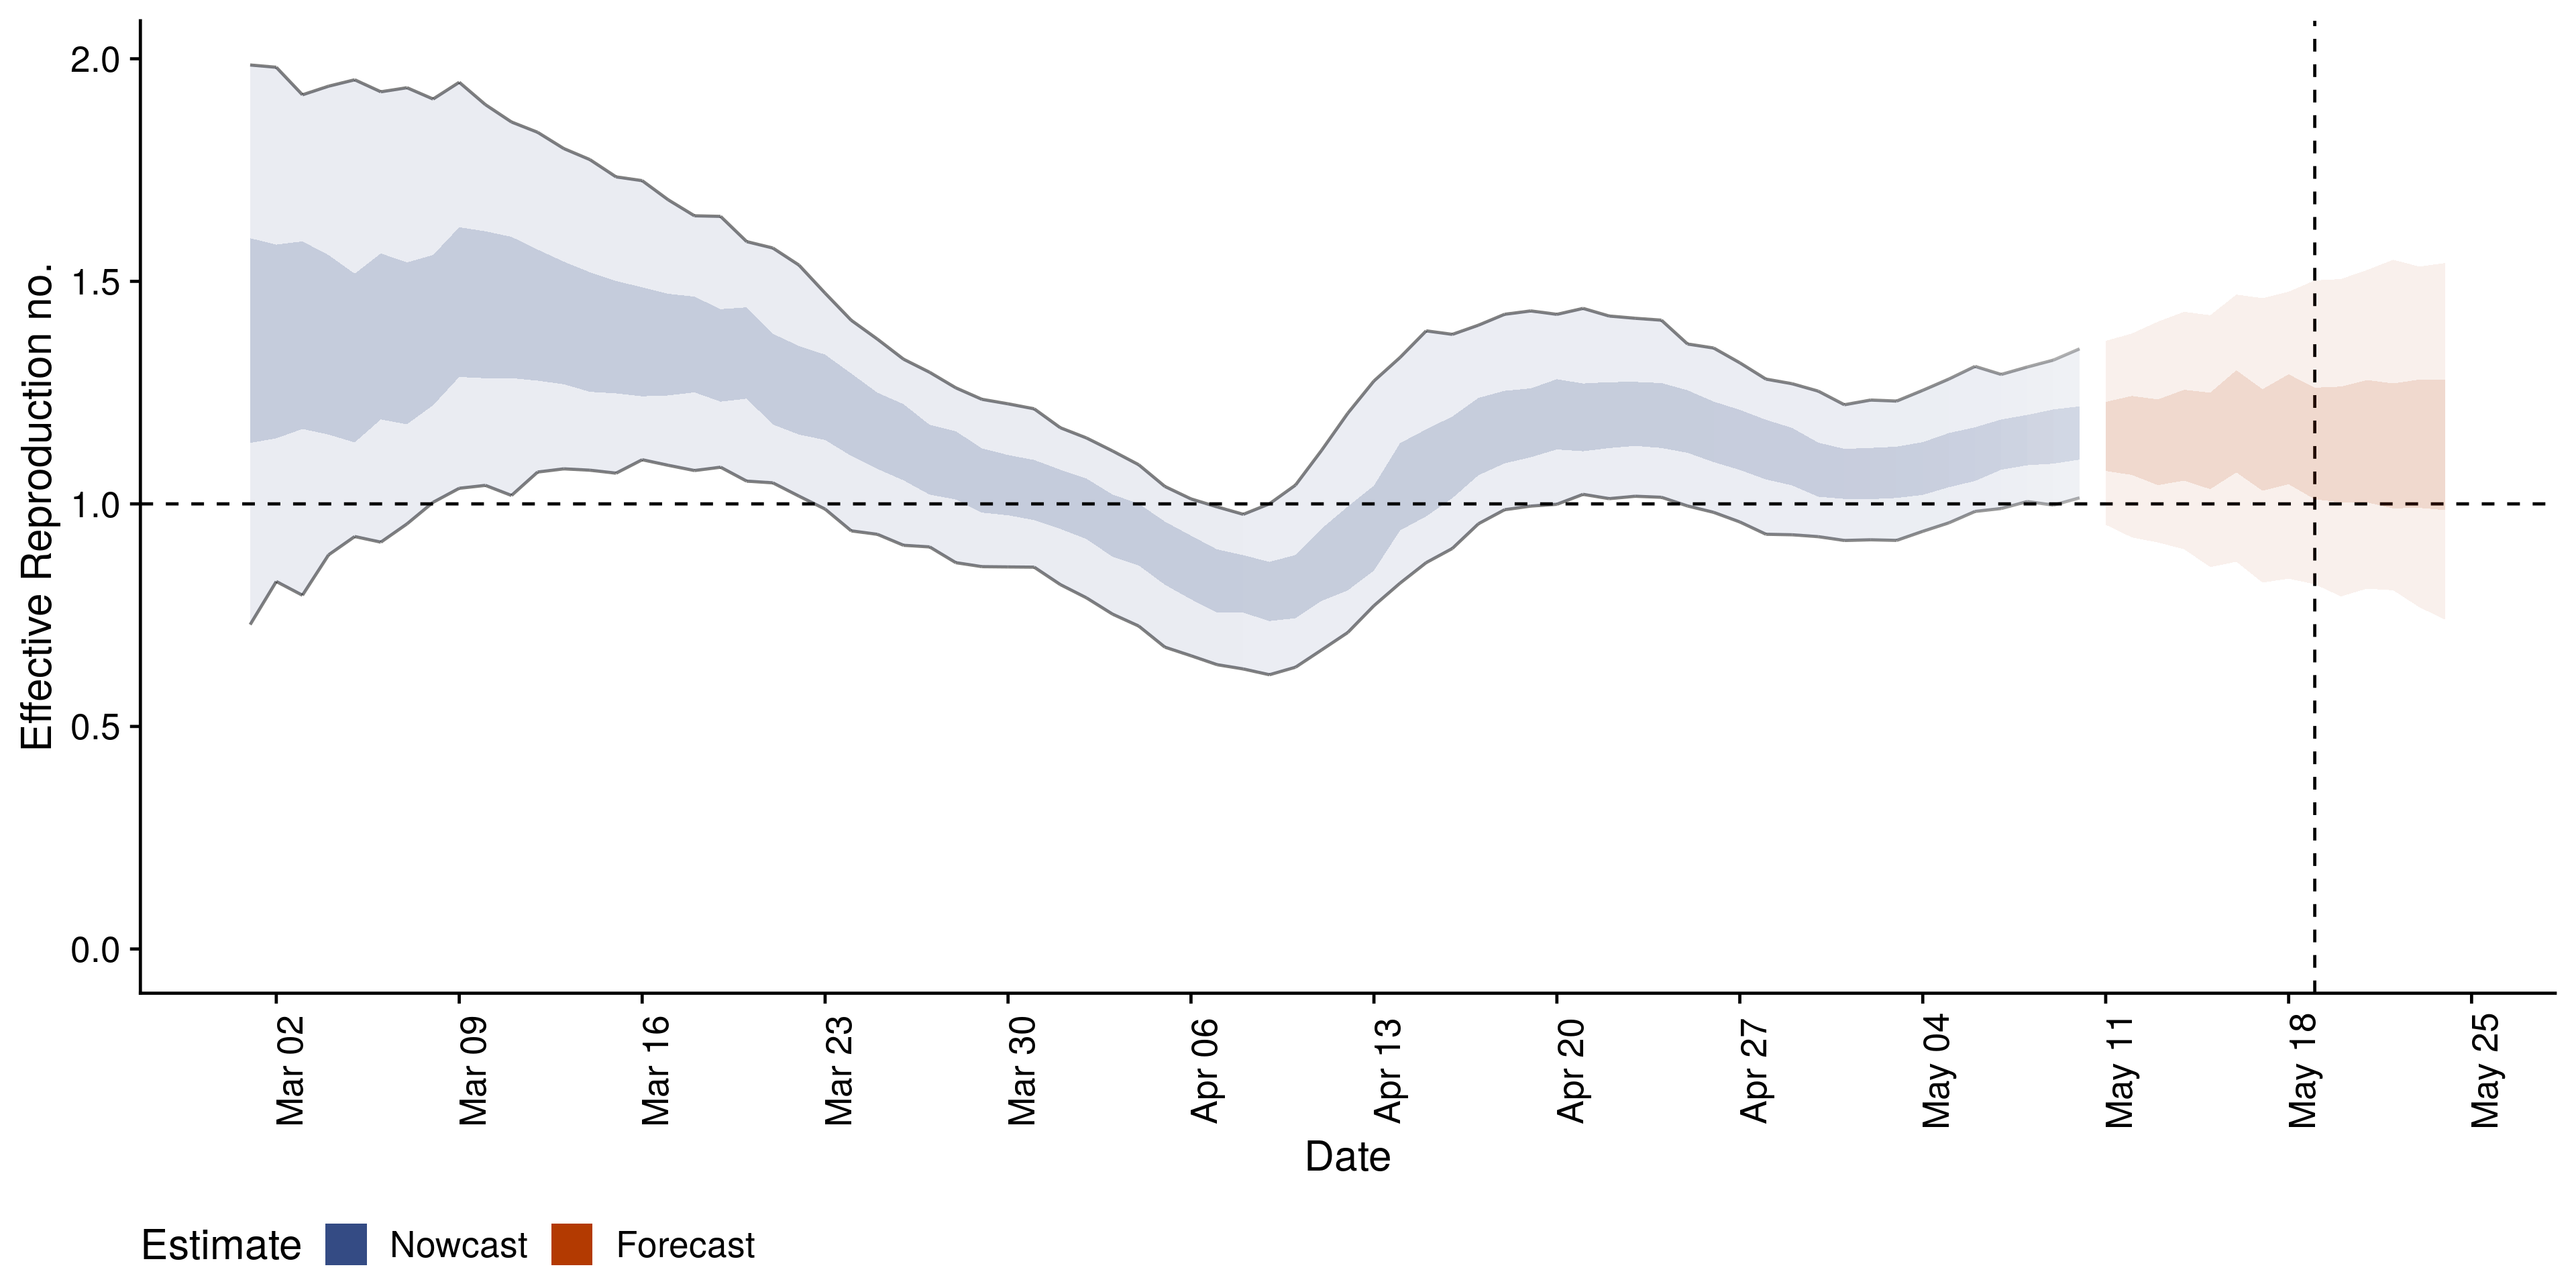 Effective Reproduction no.
2.0
1.5
1.0
0.5
0.0
Mar 02
Mar 09
Mar 16
Mar 23
Mar 30
Apr 06
Apr 13
Apr 20
Apr 27
May 04
May 11
May 18
May 25
Date
Estimate Nowcast Forecast